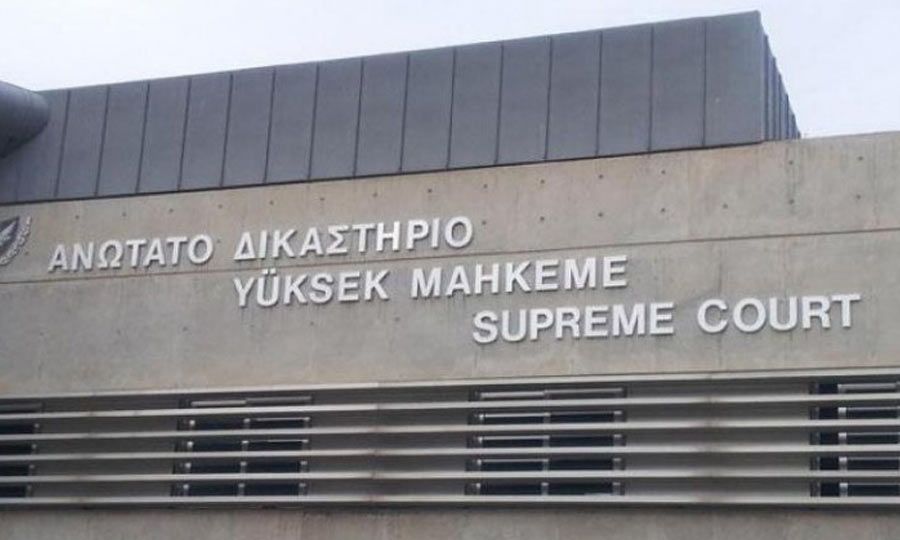 ΑΝΩΤΑΤΟ ΔΙΚΑΣΤΗΡΙΟ
YÜKSEK MAHKEME
SUPREME COURT